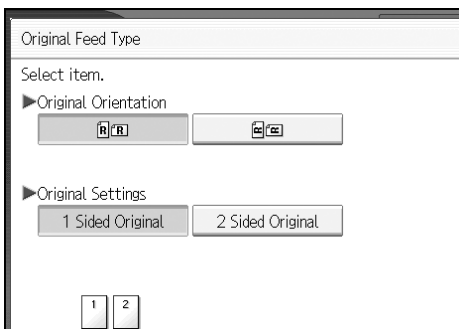 Original Feed Type
Select item.
▶Original Orientation
R R R R
▶Original Settings
1 Sided Original 2 Sided Original
1 2